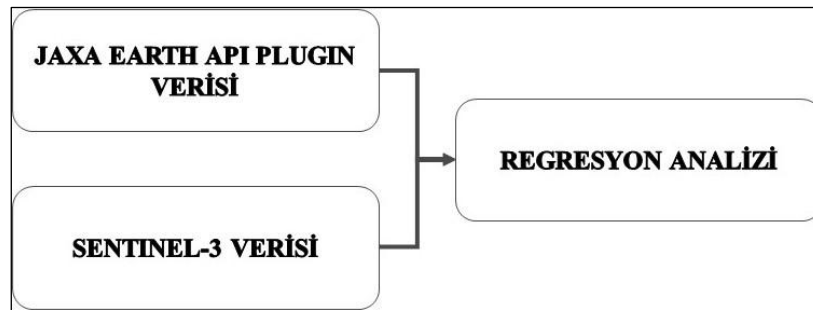 JAXA EARTH API PLUGIN
VERİSİ
REGRESYON ANALİZİ
SENTINEL-3 VERİSİ